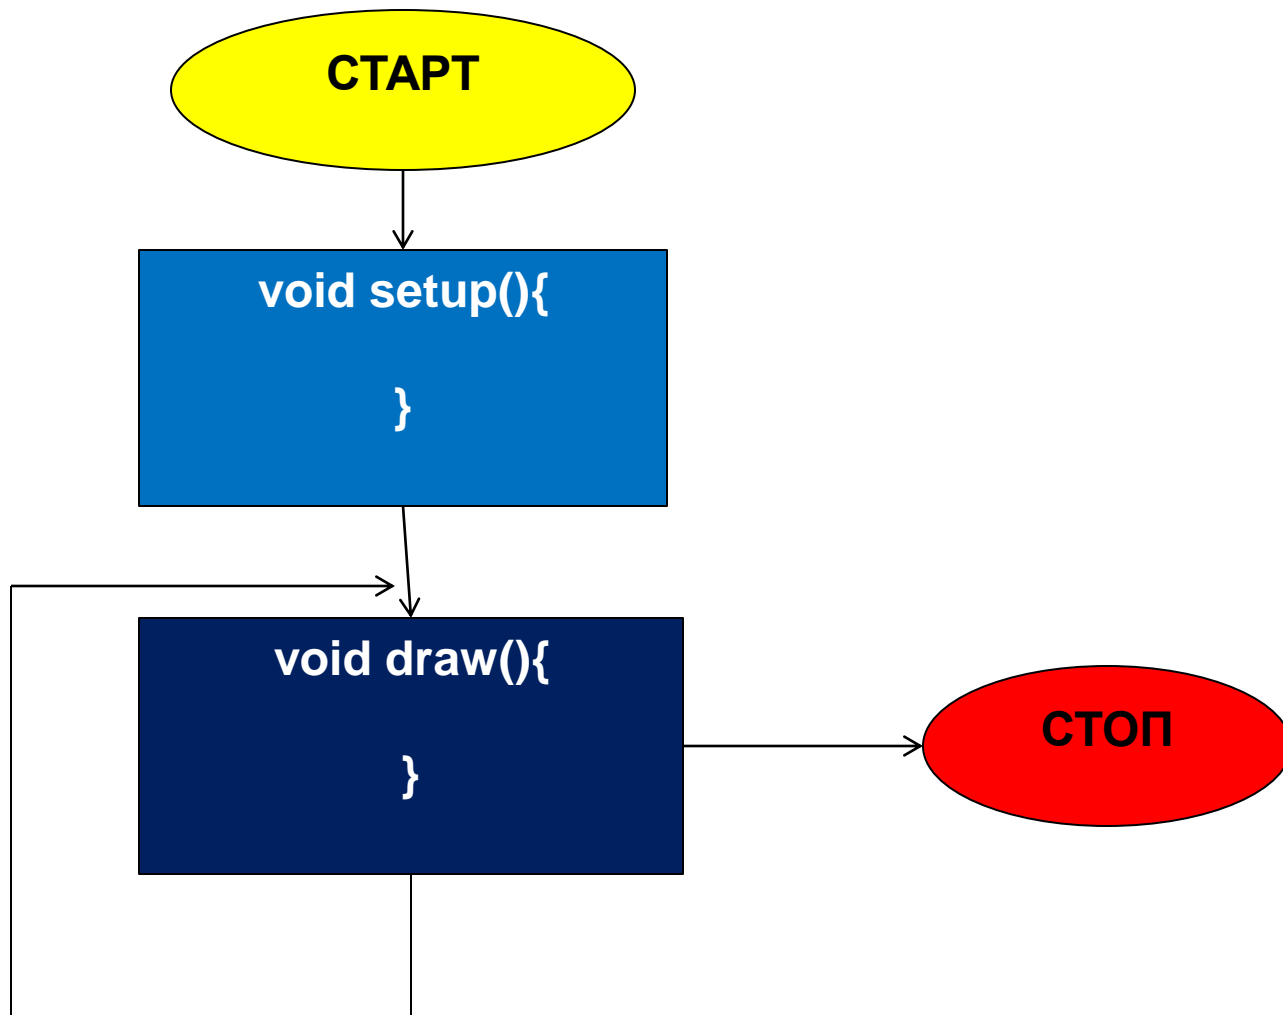 СТАРТ
void setup(){
}
void draw(){
}
СТОП